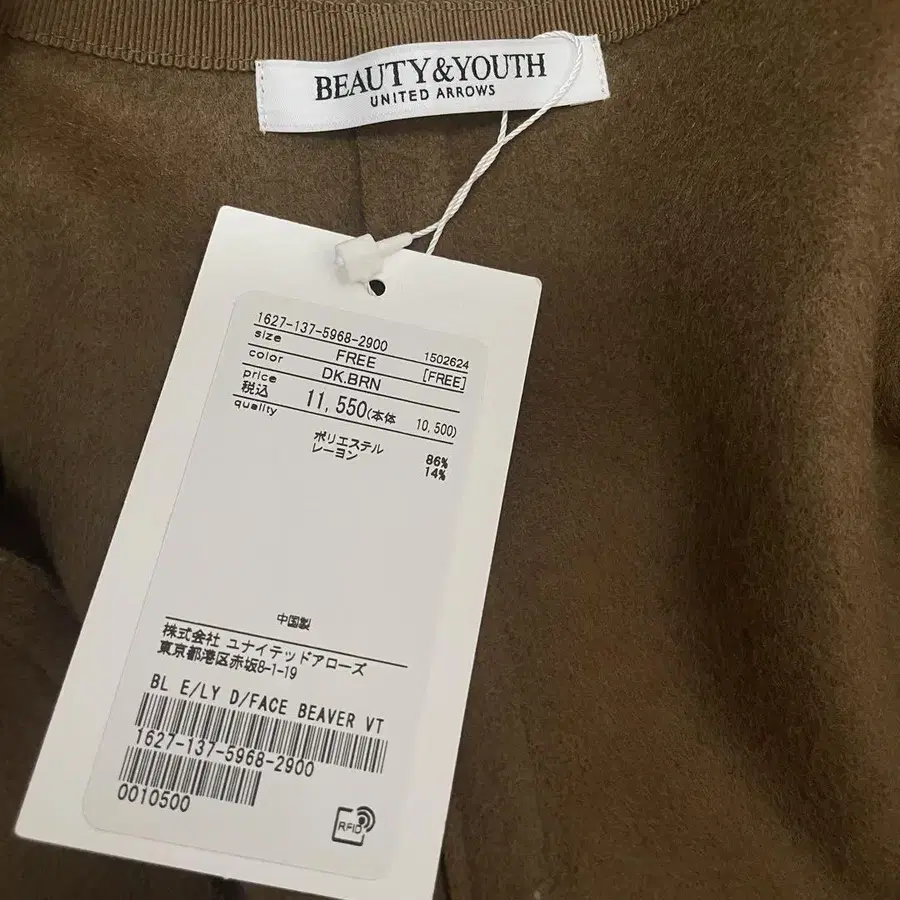 BEAUTY&YOUTH
UNITED ARROWS
1627-137-5968-2900 1502624
size FREE [FREE]
color DK.BRN
price
税込 11,550(本体 10,500)
quality
ポリエステル 86%
レーヨン 14%
中国製
株式会社 ユナイテッドアローズ
東京都港区赤坂8-1-19
BL E/LY D/FACE BEAVER VT
1627-137-5968-2900
0010500
RFID